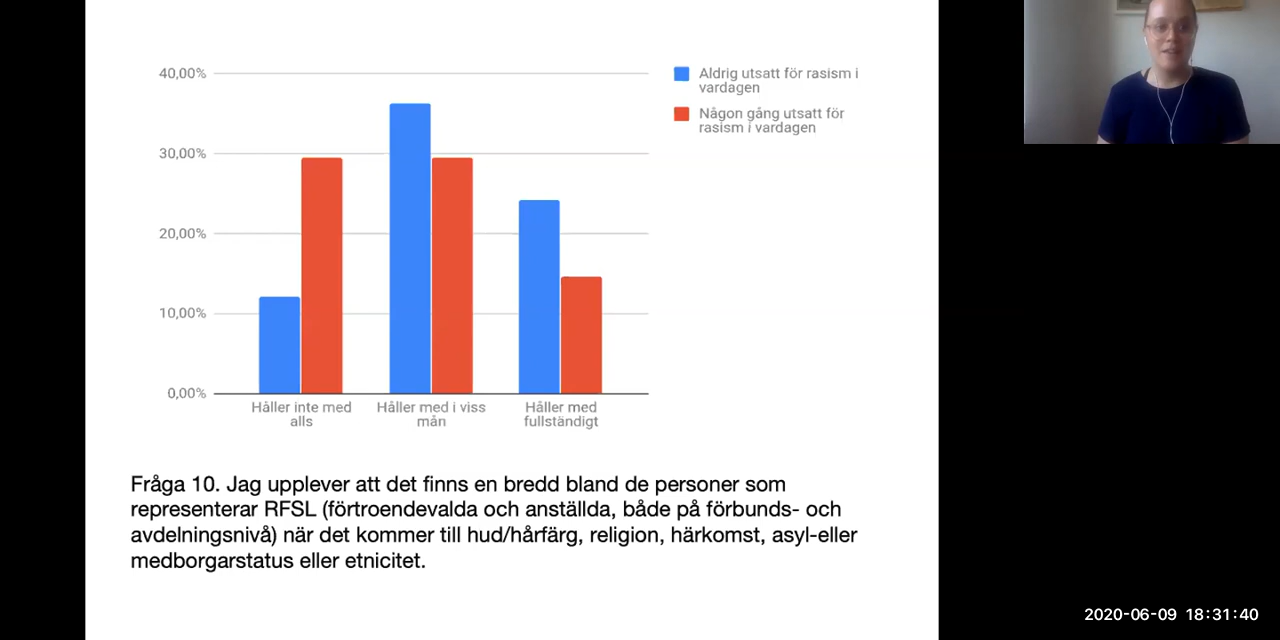 40,00%
30,00%
20,00%
10,00%
0,00%
Aldrig utsatt för rasism i
vardagen
Någon gång utsatt för
rasism i vardagen
Håller inte med
alls
Håller med i viss
mån
Håller med
fullständigt
Fråga 10. Jag upplever att det finns en bredd bland de personer som
representerar RFSL (förtroendevalda och anställda, både på förbunds- och
avdelningsnivå) när det kommer till hud/hårfärg, religion, härkomst, asyl-eller
medborgarstatus eller etnicitet.
2020-06-09 18:31:40